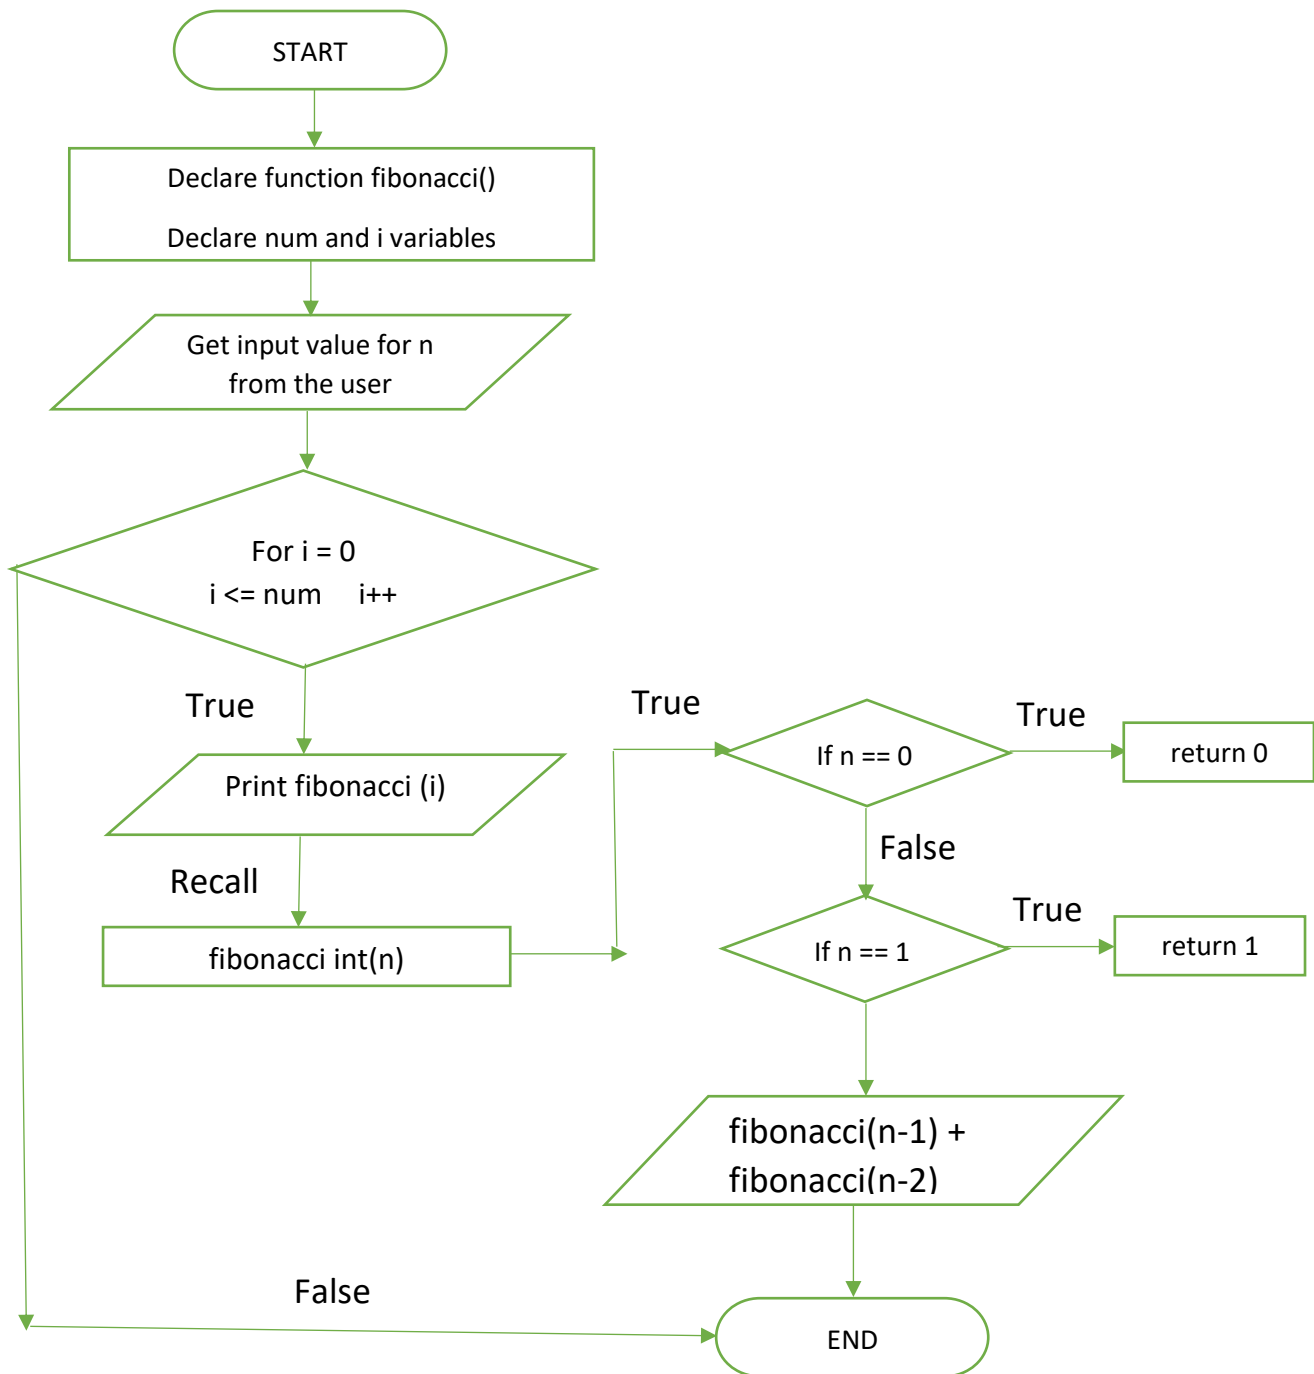 START
Declare function fibonacci()
Declare num and i variables
Get input value for n
from the user
For i = 0
i <= num i++
True
Print fibonacci (i)
Recall
fibonacci int(n)
True
If n == 0
True
return 0
False
If n == 1
True
return 1
fibonacci(n-1) +
fibonacci(n-2)
False
END